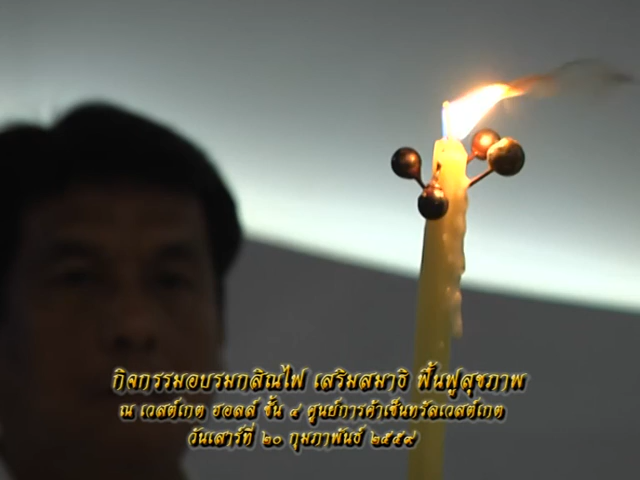 กิจกรรมอบรมกสิณไฟ เสริมสมาธิ ฟื้นฟูสุขภาพ
ณ เวสต์เกต ฮอลล์ ชั้น ๔ ศูนย์การค้าเซ็นทรัลเวสต์เกต
วันเสาร์ที่ ๒๐ กุมภาพันธ์ ๒๕๕๙